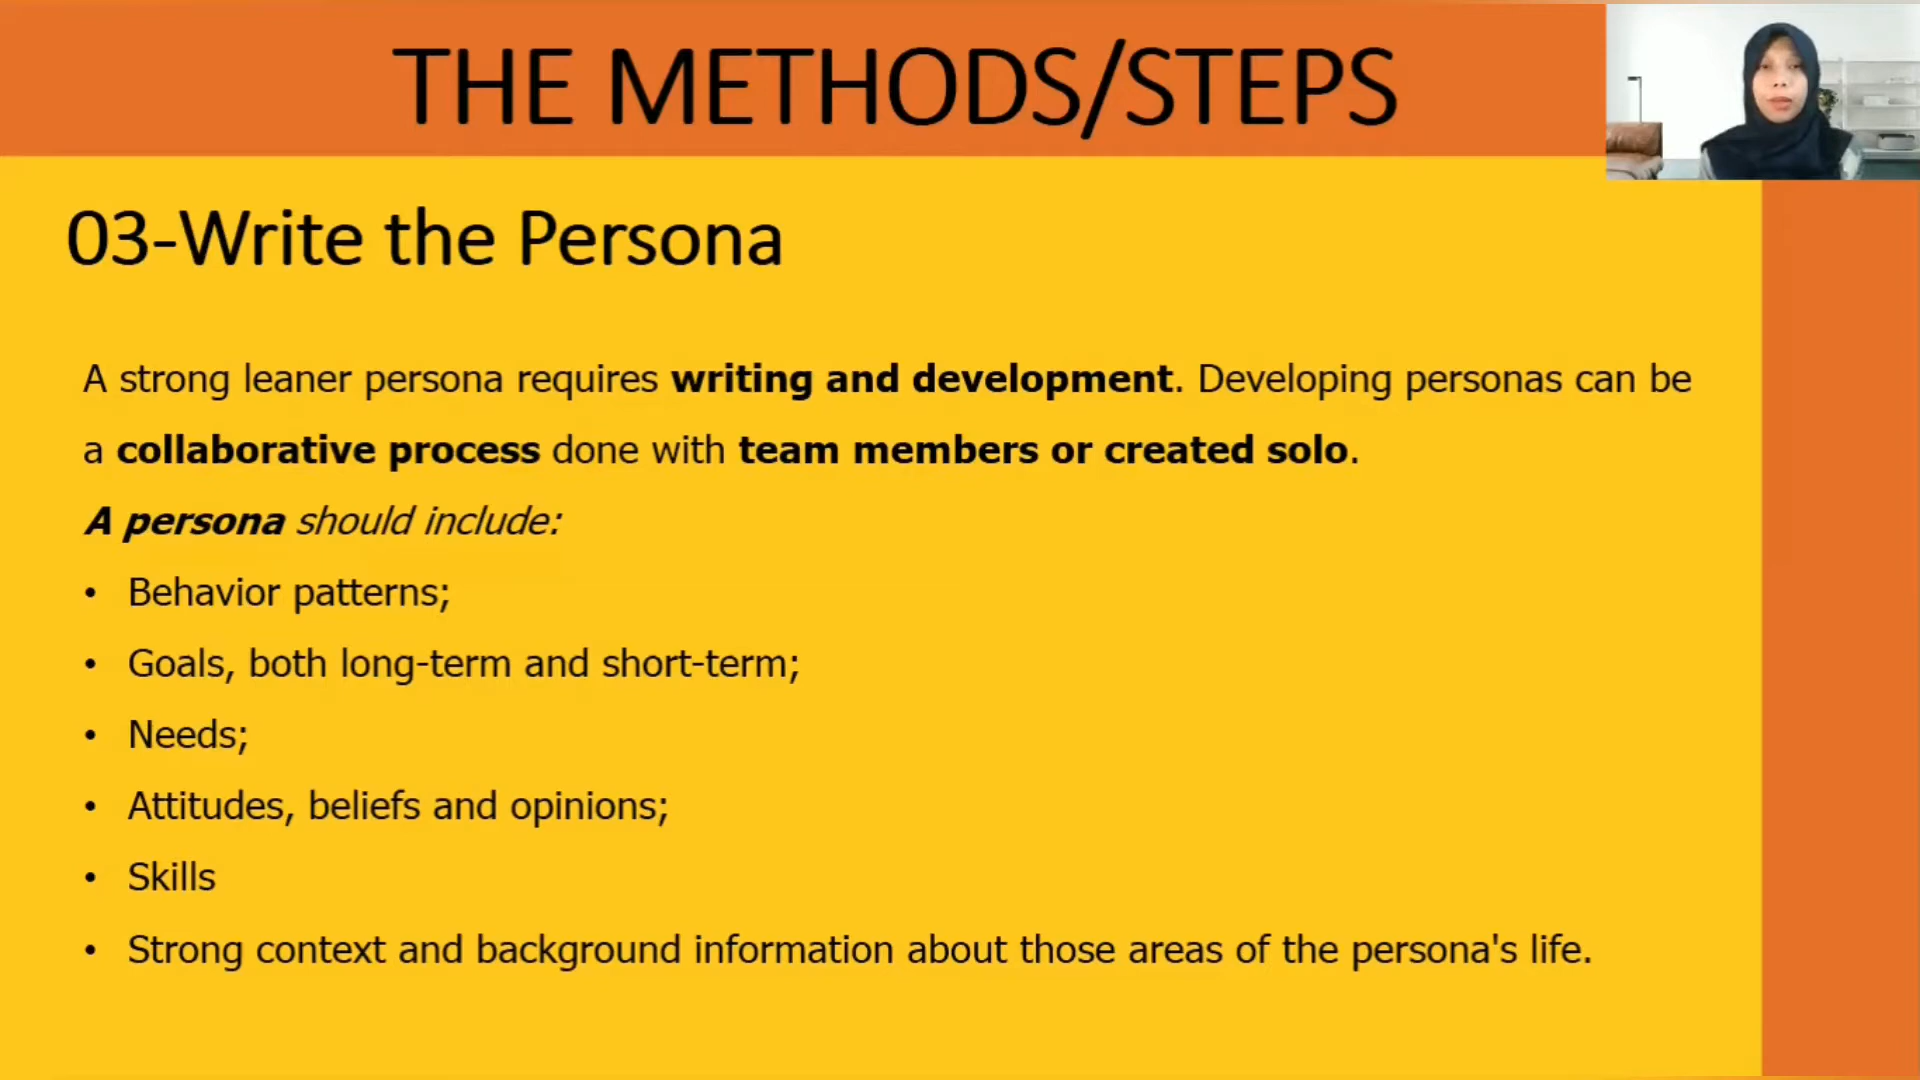 THE METHODS/STEPS
03-Write the Persona
A strong leaner persona requires writing and development. Developing personas can be
a collaborative process done with team members or created solo.
A persona should include:
• Behavior patterns;
• Goals, both long-term and short-term;
• Needs;
• Attitudes, beliefs and opinions;
• Skills
• Strong context and background information about those areas of the persona's life.